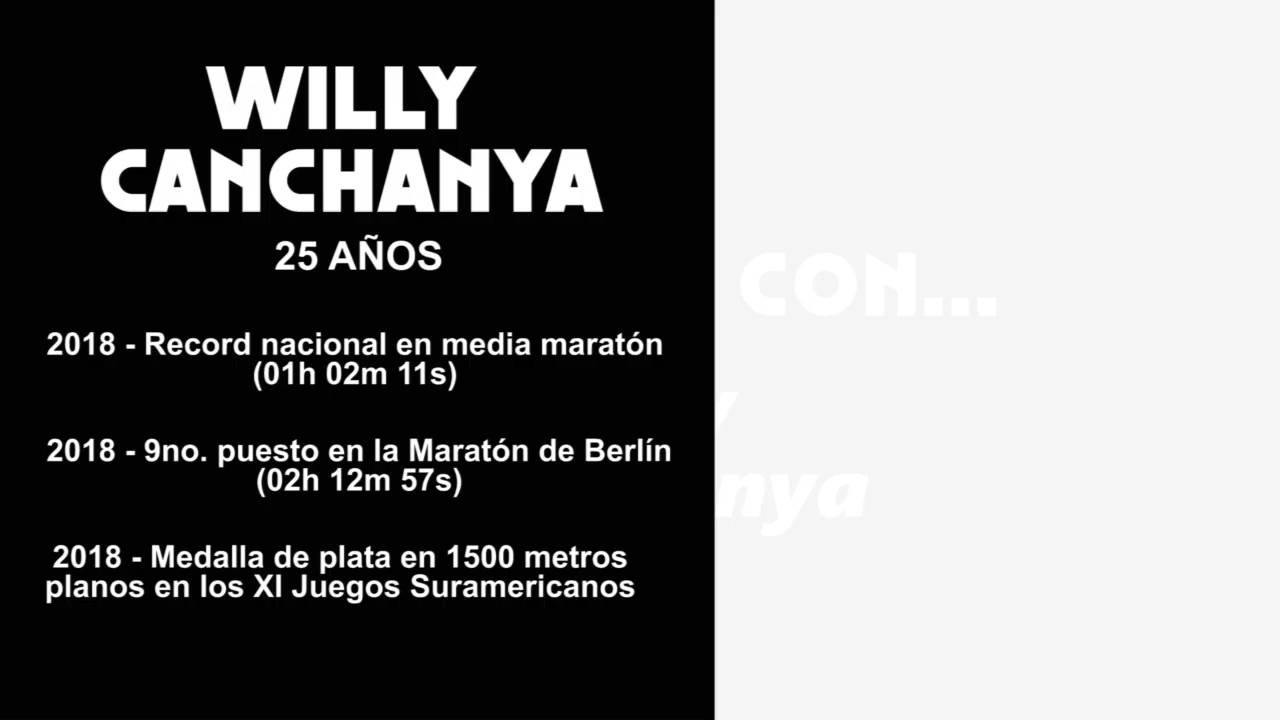 WILLY
CANCHANYA
25 AÑOS
2018 - Record nacional en media maratón
(01h 02m 11s)
2018 - 9no. puesto en la Maratón de Berlín
(02h 12m 57s)
2018 - Medalla de plata en 1500 metros
planos en los XI Juegos Suramericanos
CON...